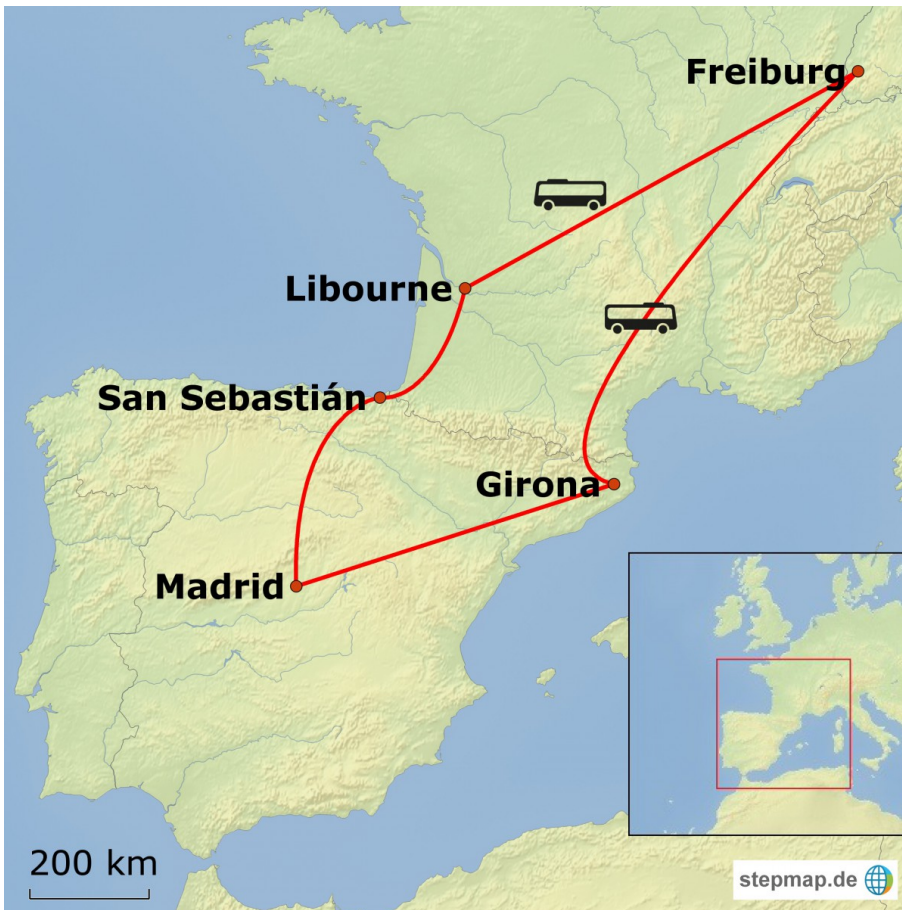 Freiburg
Libourne
San Sebastián
Girona
Madrid
200 km
stepmap.de